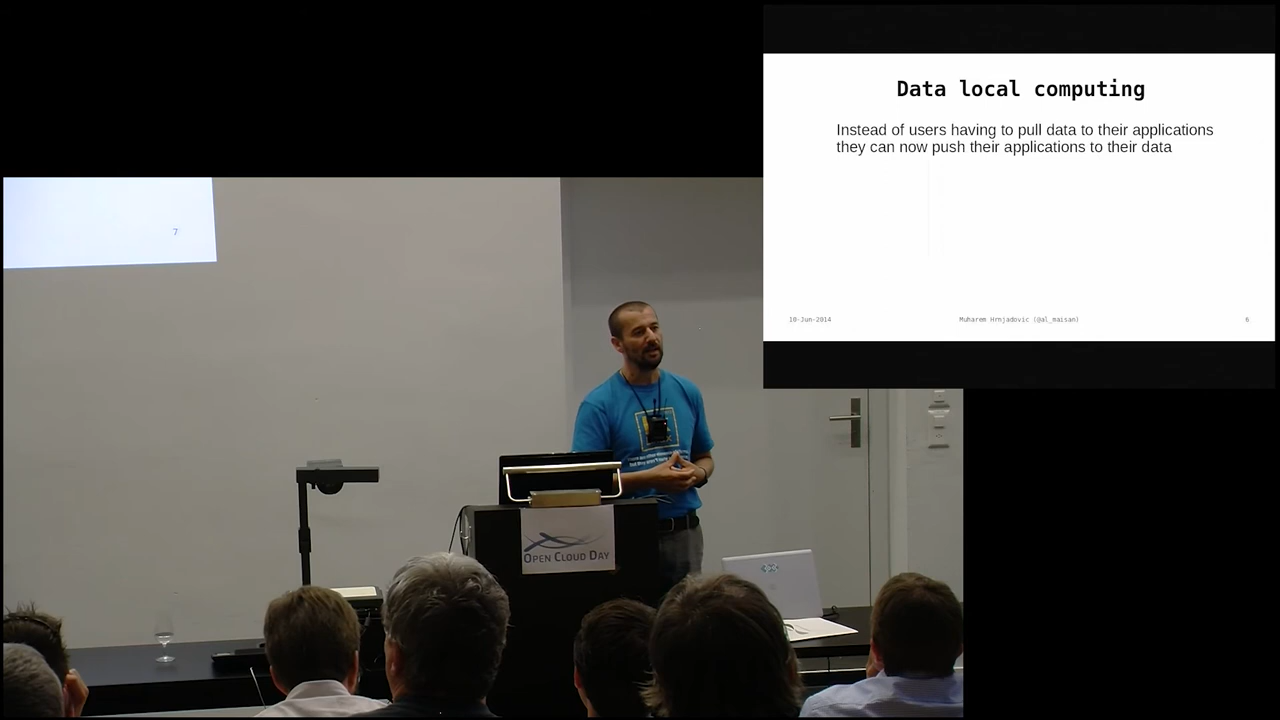 Data local computing
Instead of users having to pull data to their applications
they can now push their applications to their data
10-Jun-2014
Muharem Hrnjadovic (@al_maisan)
6
7
OPEN CLOUD DAY